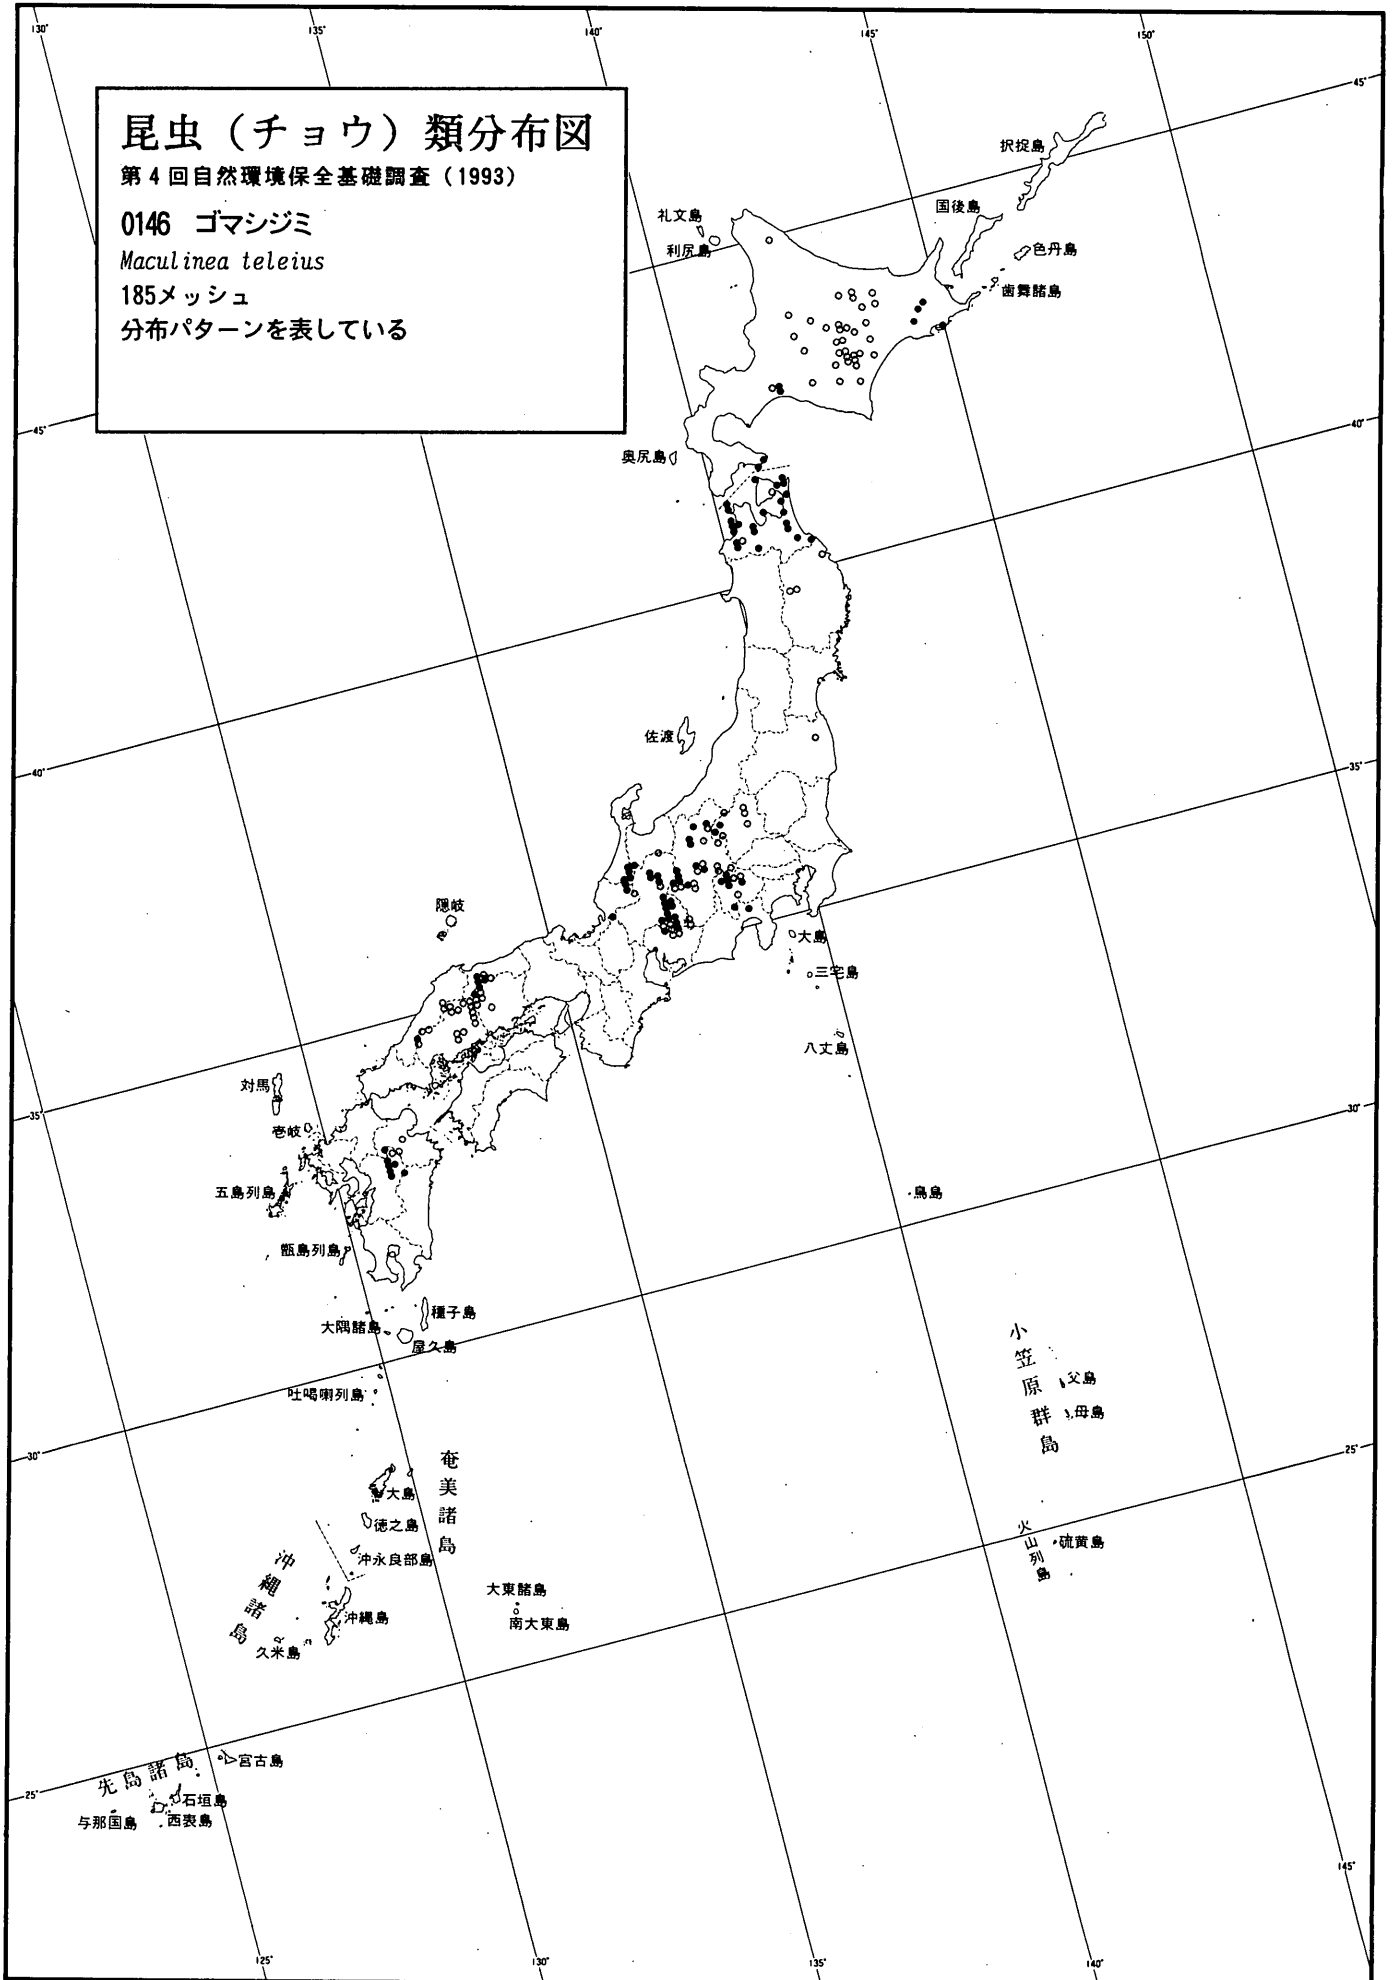 130°
135°
140°
145°
150°
昆虫（チョウ）類分布図
第4回自然環境保全基礎調査（1993）
0146 ゴマシジミ
Maculinea teleius
185メッシュ
分布パターンを表している
45°
択捉島
国後島
色丹島
歯舞諸島
礼文島
利尻島
45°
40°
奥尻島
佐渡
40°
35°
隠岐
大島
三宅島
八丈島
対馬
壱岐
35°
30°
五島列島
鳥島
甑島列島
種子島
大隅諸島
屋久島
吐噶喇列島
小笠原群島
父島
母島
30°
25°
奄美諸島
大島
徳之島
沖永良部島
沖縄諸島
沖縄島
久米島
大東諸島
南大東島
火山列島
硫黄島
先島諸島
宮古島
石垣島
西表島
与那国島
25°
145°
125°
130°
135°
140°